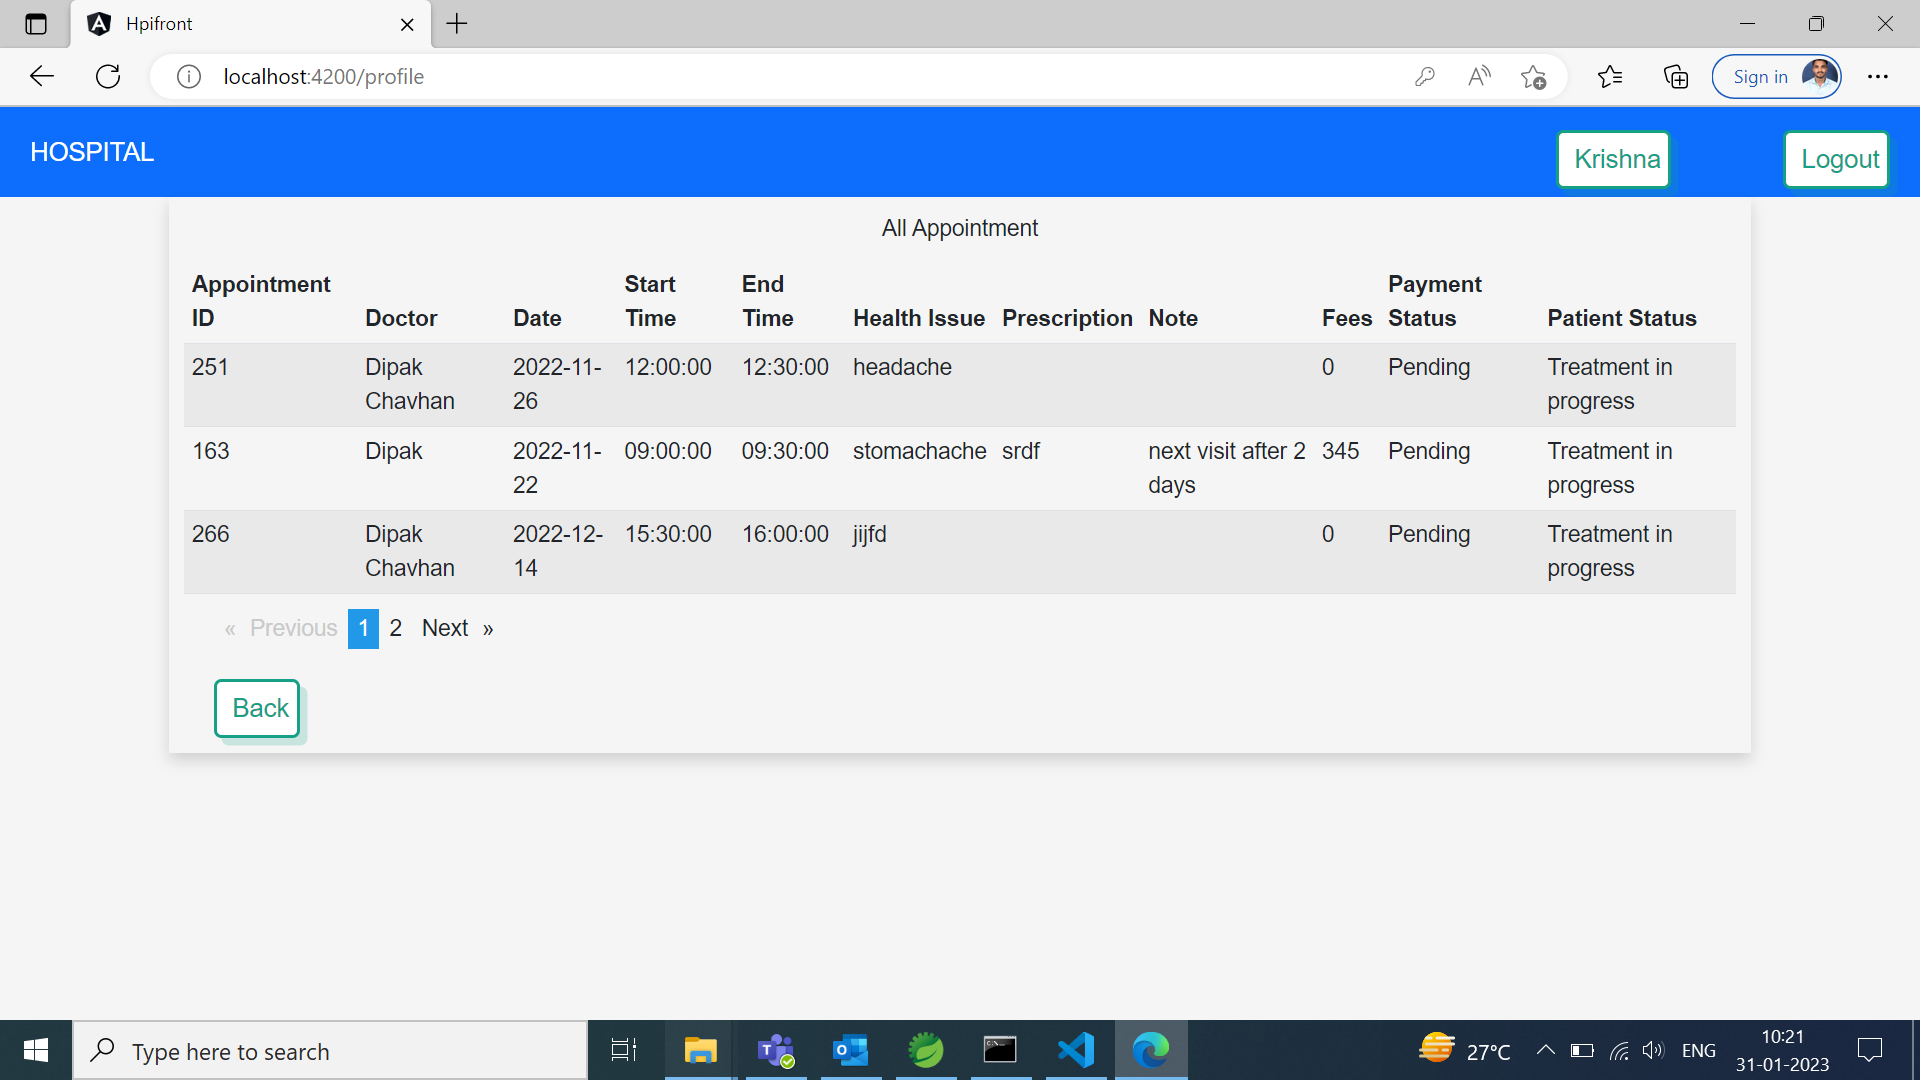 Hpifront
localhost:4200/profile
Sign in
HOSPITAL
Krishna
Logout
All Appointment
Appointment ID Doctor Date Start Time End Time Health Issue Prescription Note Fees Payment Status Patient Status
251 Dipak Chavhan 2022-11-26 12:00:00 12:30:00 headache 0 Pending Treatment in progress
163 Dipak 2022-11-22 09:00:00 09:30:00 stomachache srdf next visit after 2 days 345 Pending Treatment in progress
266 Dipak Chavhan 2022-12-14 15:30:00 16:00:00 jijfd 0 Pending Treatment in progress
« Previous 1 2 Next »
Back
Type here to search
27°C
ENG
10:21
31-01-2023